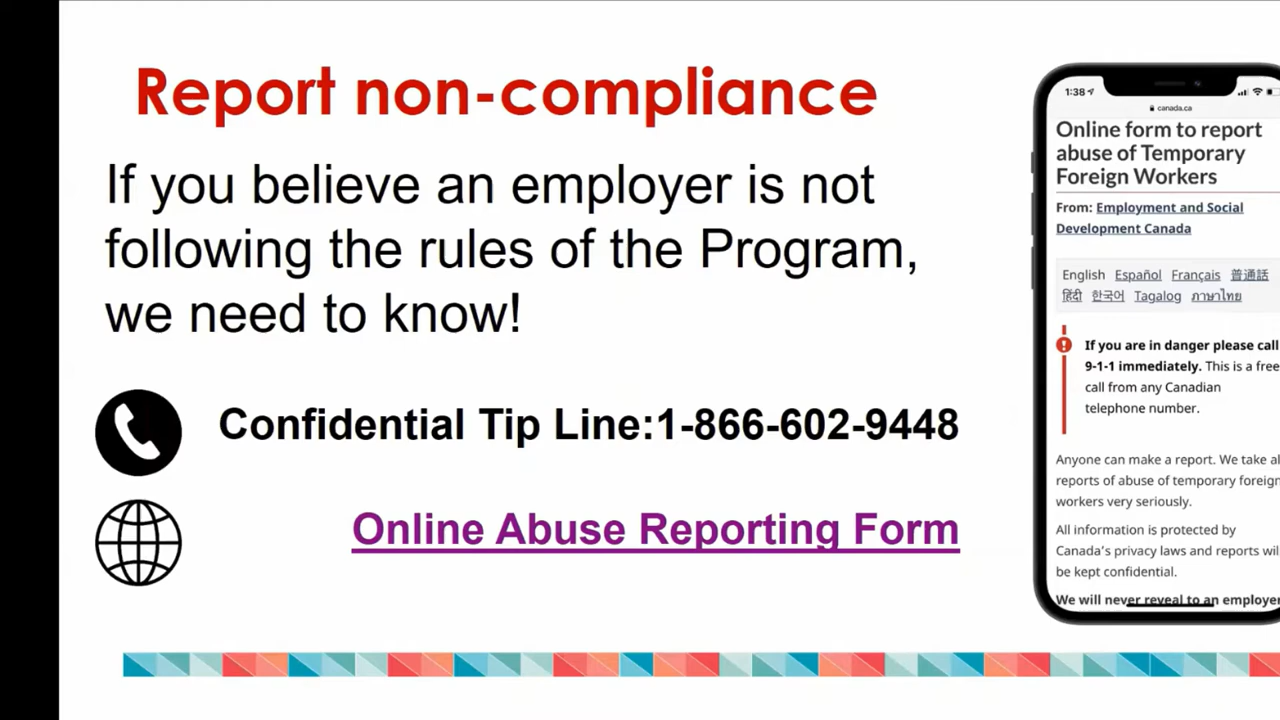 Report non-compliance
If you believe an employer is not
following the rules of the Program,
we need to know!
Confidential Tip Line:1-866-602-9448
Online Abuse Reporting Form
1:38
canada.ca
Online form to report
abuse of Temporary
Foreign Workers
From: Employment and Social
Development Canada
English Español Français 普通話
हिंदी 한국어 Tagalog ภาษาไทย
If you are in danger please call
9-1-1 immediately. This is a free
call from any Canadian
telephone number.
Anyone can make a report. We take al
reports of abuse of temporary foreign
workers very seriously.
All information is protected by
Canada's privacy laws and reports wil
be kept confidential.
We will never reveal to an employer